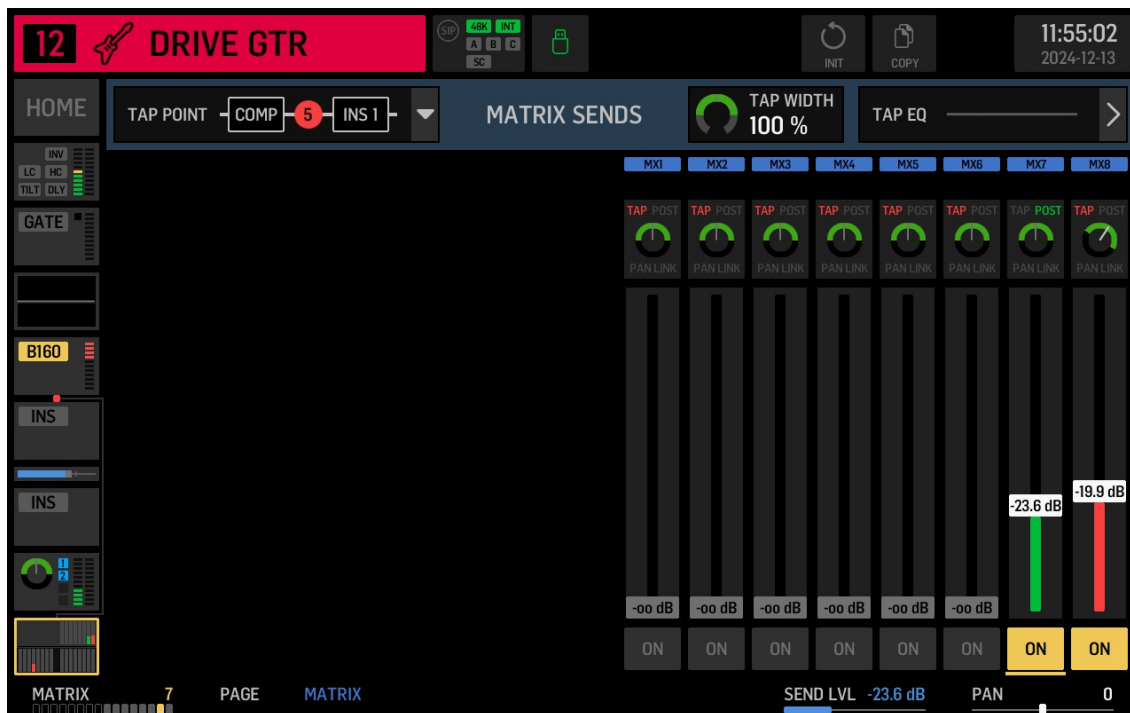 12 DRIVE GTR
SIP
48K INT
A B C
SC
INIT
COPY
11:55:02
2024-12-13
HOME
TAP POINT COMP 5 INS 1
MATRIX SENDS
TAP WIDTH
100 %
TAP EQ
INV
LC HC
TILT DLY
GATE
B160
INS
INS
1
2
MX1 MX2 MX3 MX4 MX5 MX6 MX7 MX8
TAP POST TAP POST TAP POST TAP POST TAP POST TAP POST TAP POST TAP POST
PAN LINK PAN LINK PAN LINK PAN LINK PAN LINK PAN LINK PAN LINK PAN LINK
-19.9 dB
-23.6 dB
-oo dB -oo dB -oo dB -oo dB -oo dB -oo dB
ON ON ON ON ON ON ON ON
MATRIX 7 PAGE MATRIX SEND LVL -23.6 dB PAN 0